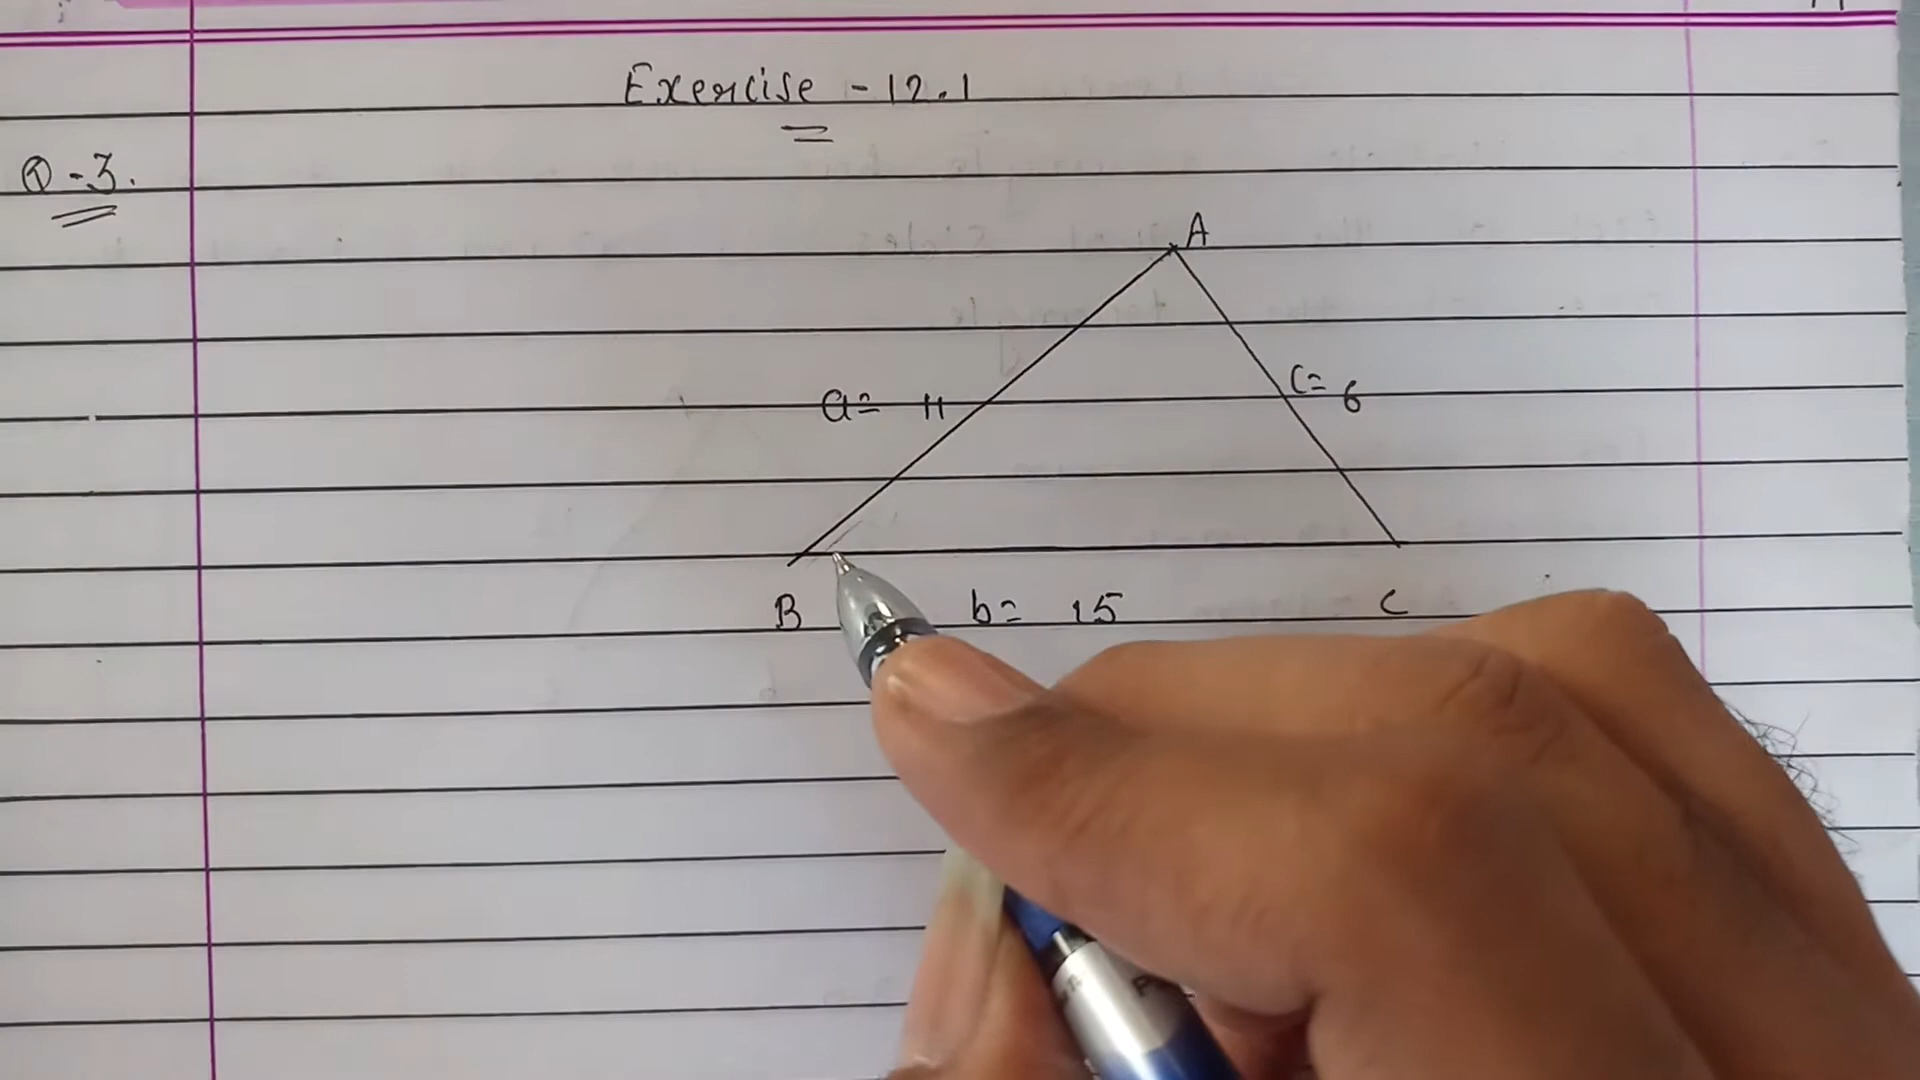 Exercise - 12.1
Q-3.
A
a= 11
c= 6
B
b= 15
C